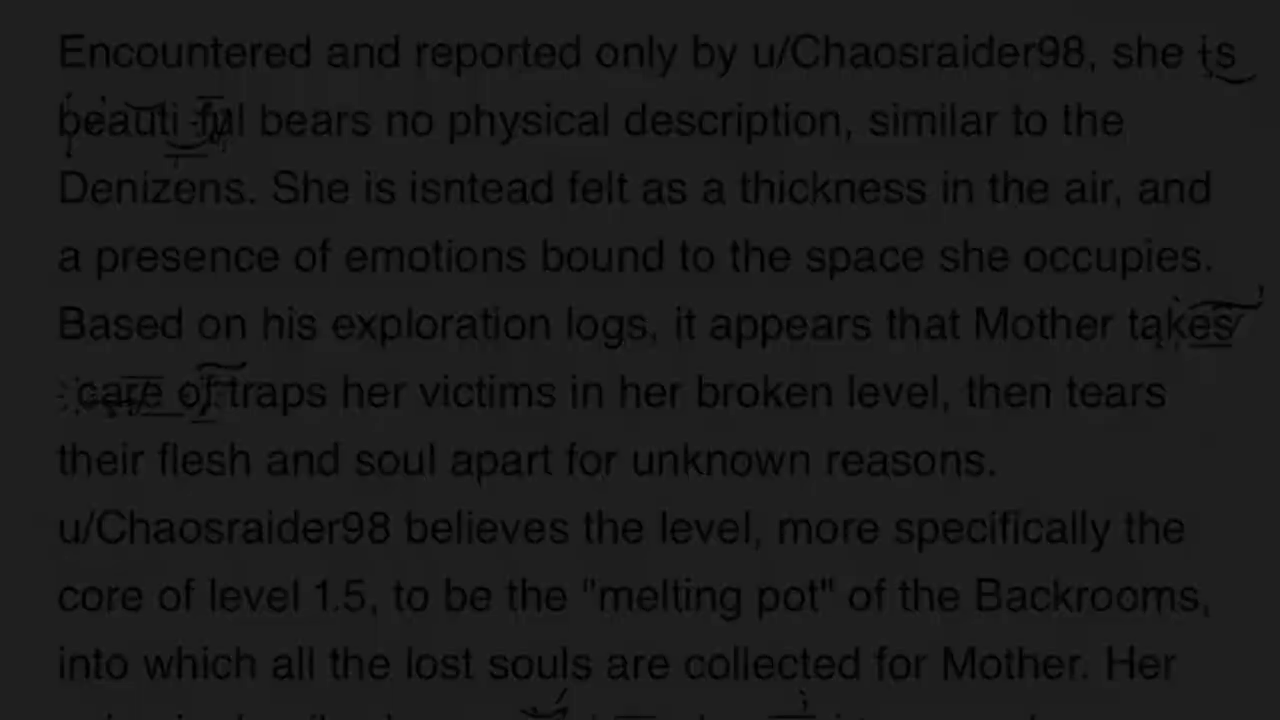 Encountered and reported only by u/Chaosraider98, she is
beauti ful bears no physical description, similar to the
Denizens. She is isntead felt as a thickness in the air, and
a presence of emotions bound to the space she occupies.
Based on his exploration logs, it appears that Mother takes
care of traps her victims in her broken level, then tears
their flesh and soul apart for unknown reasons.
u/Chaosraider98 believes the level, more specifically the
core of level 1.5, to be the "melting pot" of the Backrooms,
into which all the lost souls are collected for Mother. Her